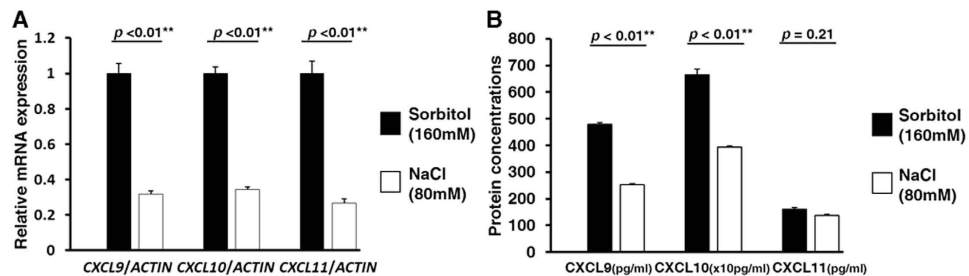 A
Relative mRNA expression
1.2
1
0.8
0.6
0.4
0.2
0
p <0.01** p <0.01** p <0.01**
CXCL9/ACTIN CXCL10/ACTIN CXCL11/ACTIN
Sorbitol
(160mM)
NaCl
(80mM)
B
Protein concentrations
800
700
600
500
400
300
200
100
0
p < 0.01** p <0.01** p = 0.21
CXCL9(pg/ml) CXCL10(x10pg/ml) CXCL11(pg/ml)
Sorbitol
(160mM)
NaCl
(80mM)